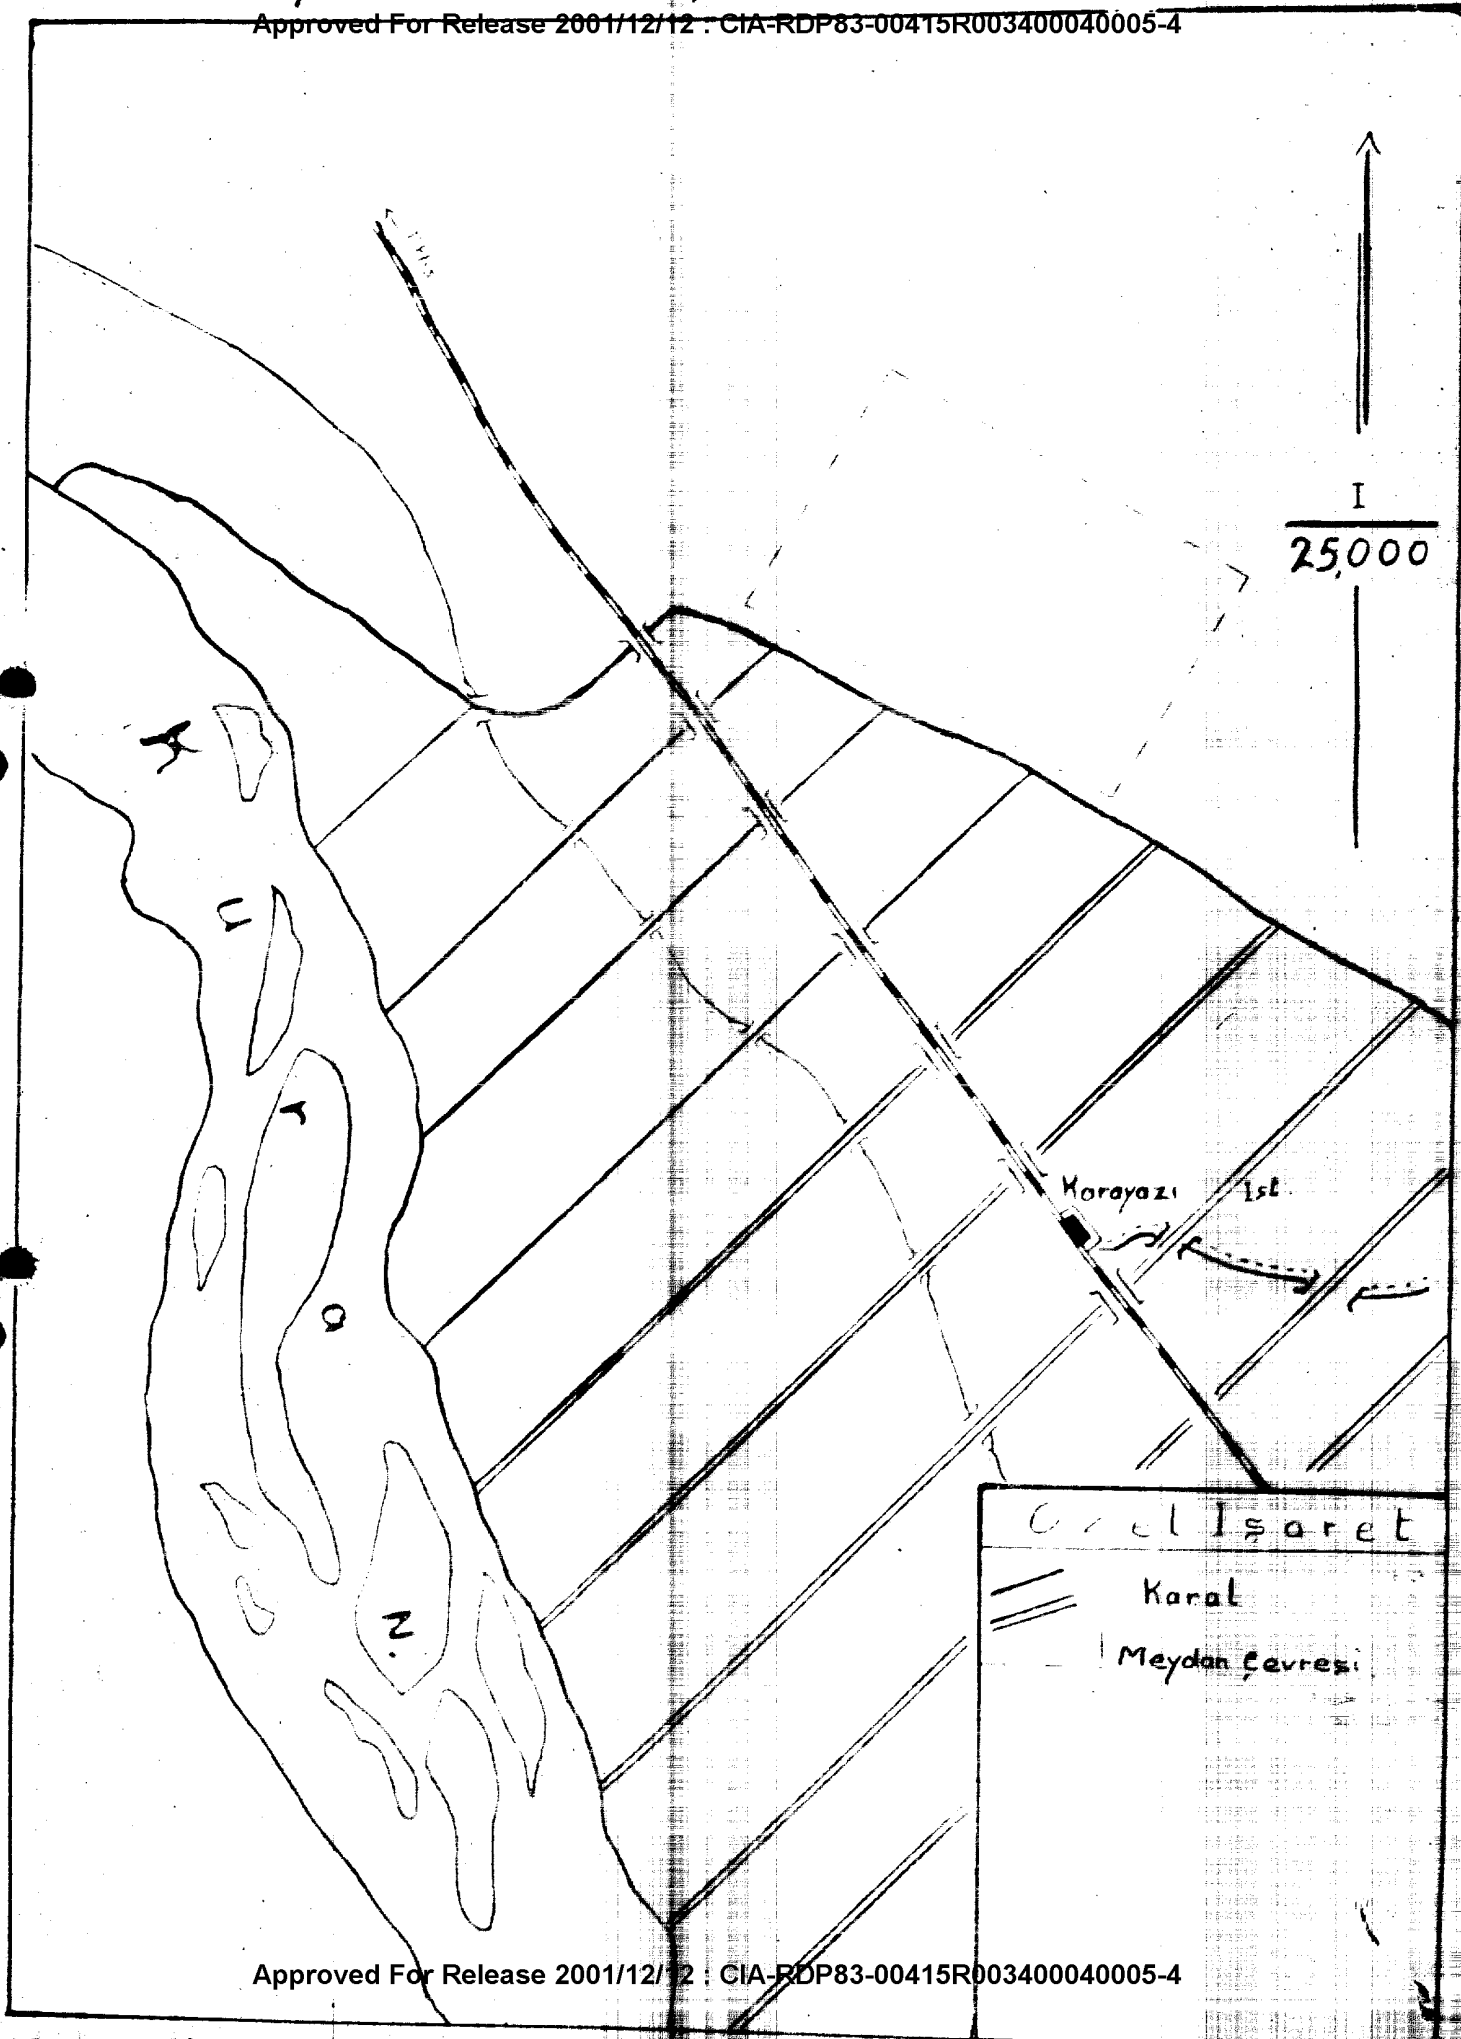 Approved For Release 2001/12/12 : CIA-RDP83-00415R003400040005-4
I
25,000
K u r a N.
Karayazı Ist.
Işaret
Kanal
Meydan Çevresi
Approved For Release 2001/12/12 : CIA-RDP83-00415R003400040005-4